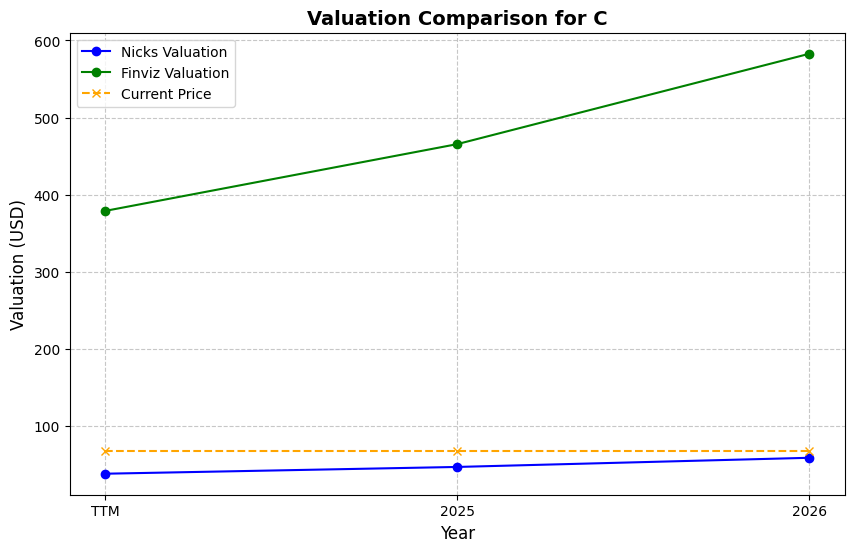 Valuation Comparison for C
Nicks Valuation
Finviz Valuation
Current Price
Valuation (USD)
600
500
400
300
200
100
TTM
2025
2026
Year